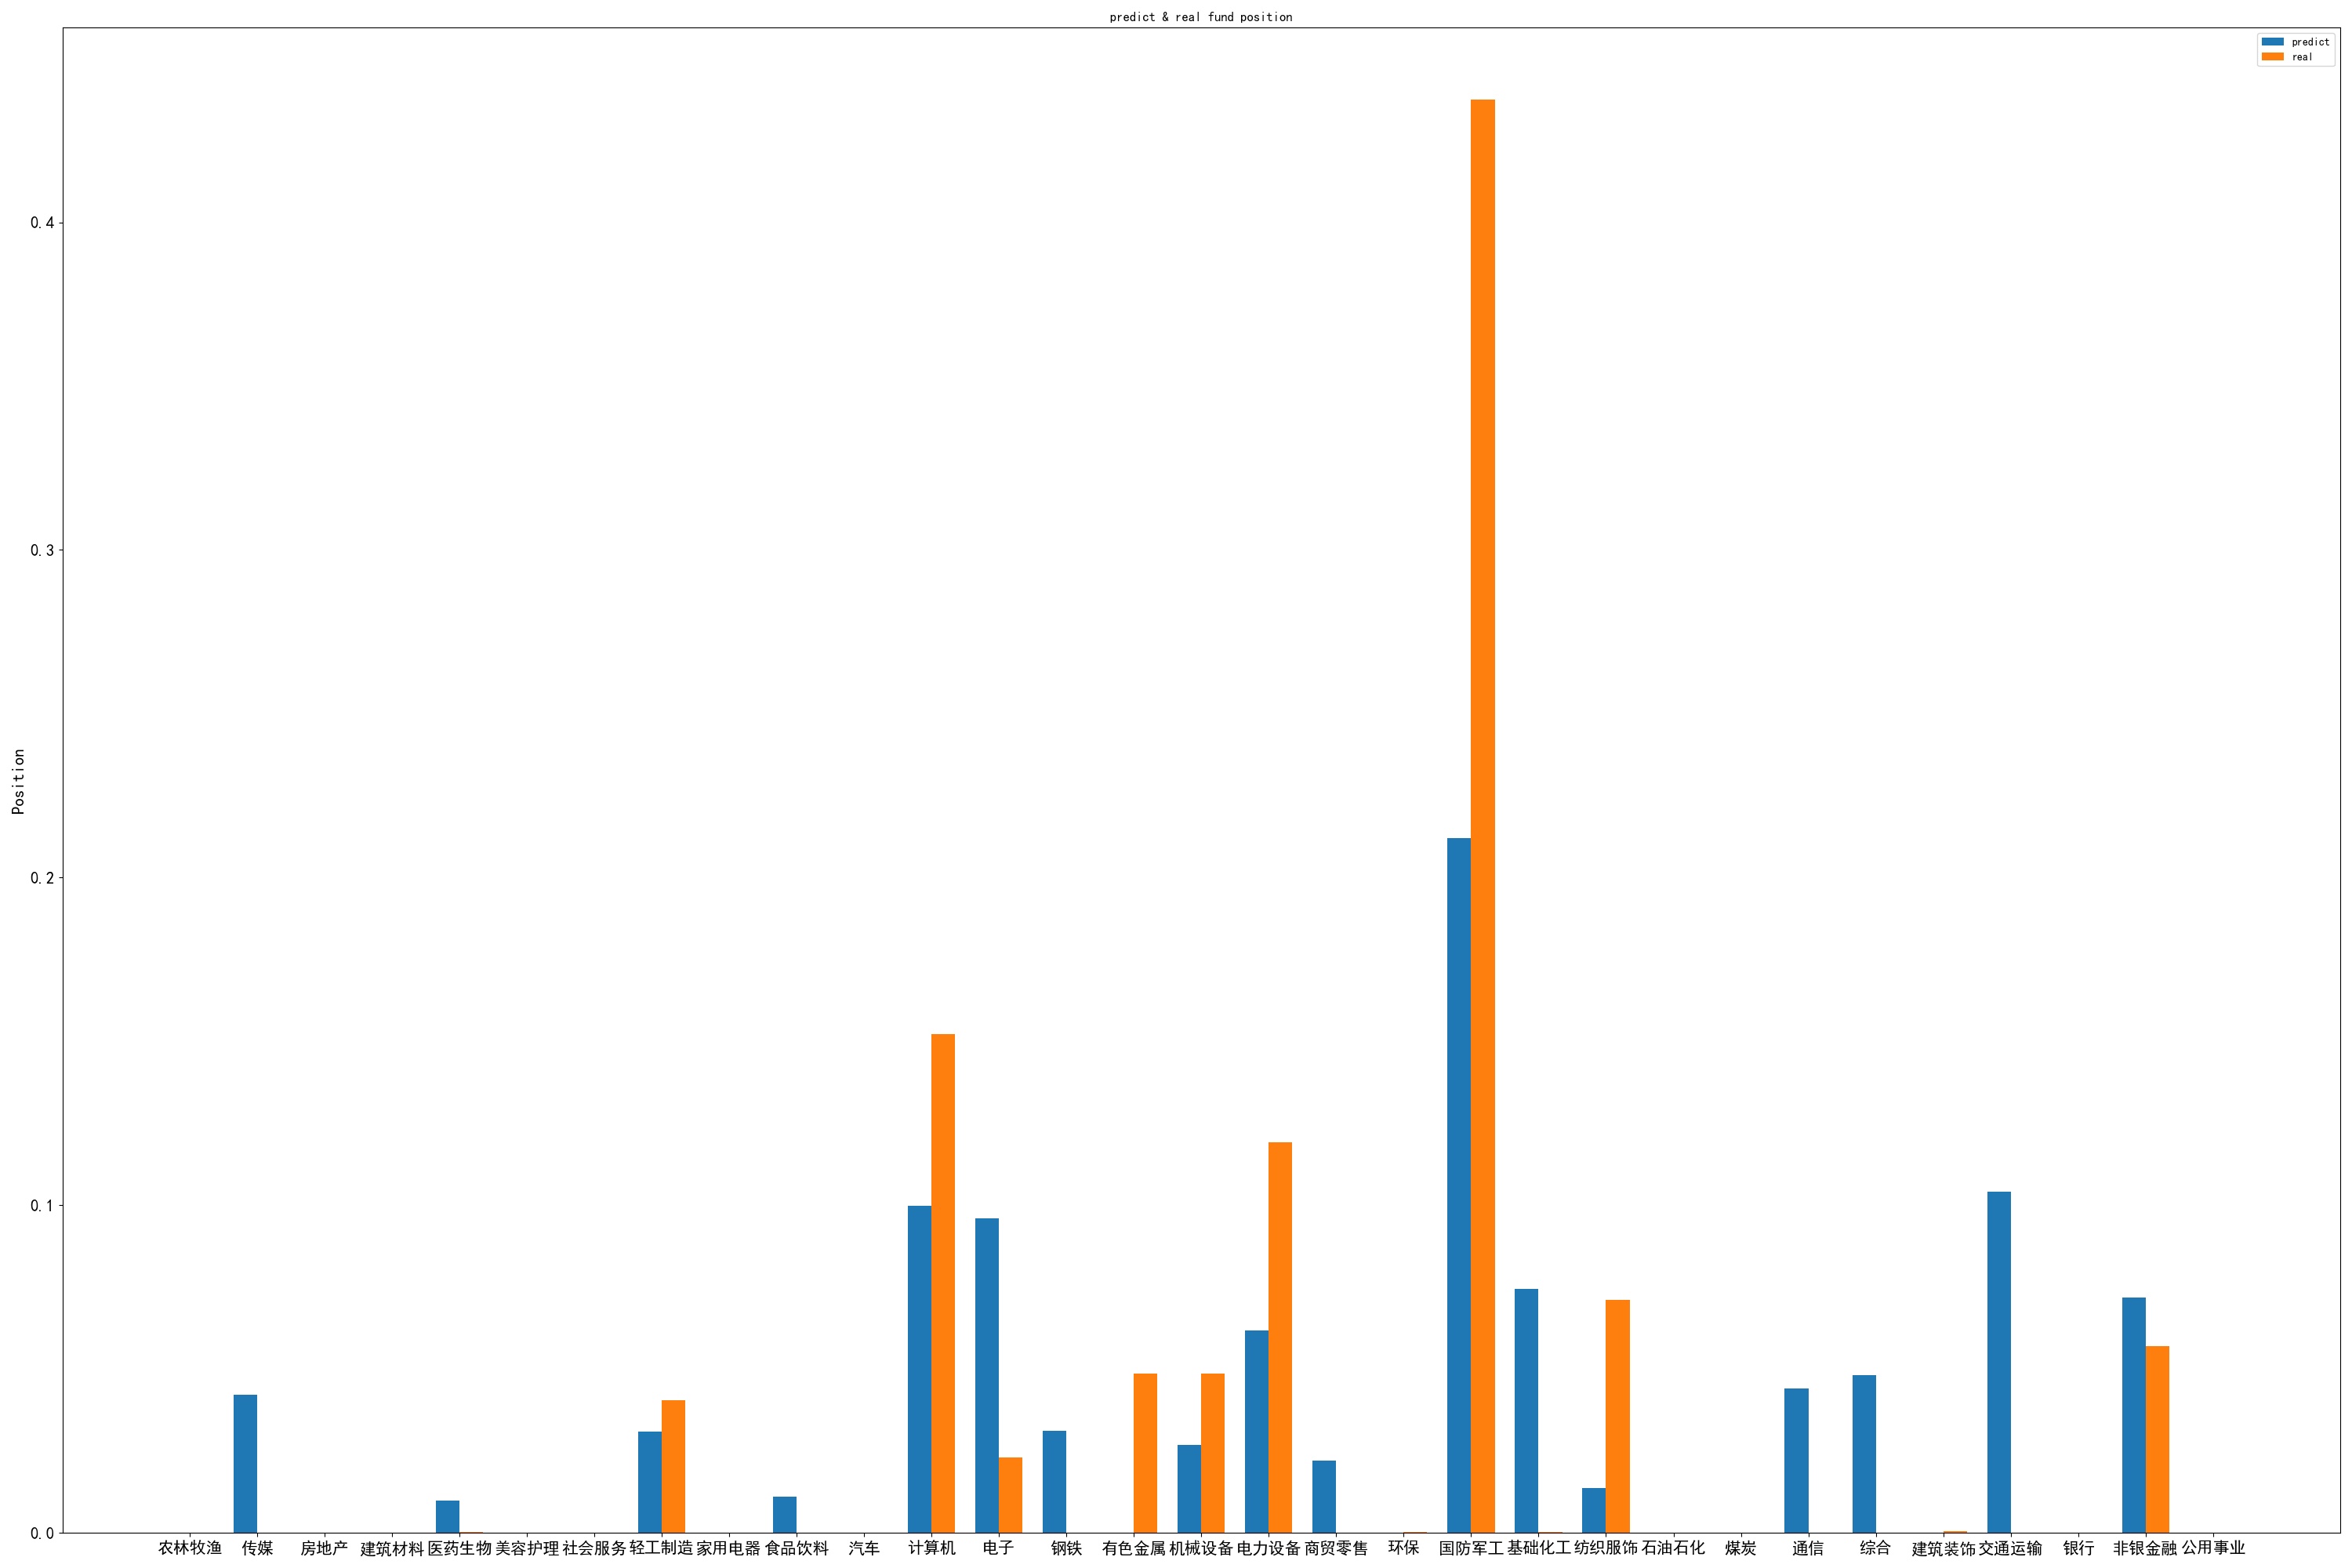 predict & real fund position
predict
real
Position
0.4
0.3
0.2
0.1
0.0
农林牧渔 传媒 房地产 建筑材料 医药生物 美容护理 社会服务 轻工制造 家用电器 食品饮料 汽车 计算机 电子 钢铁 有色金属 机械设备 电力设备 商贸零售 环保 国防军工 基础化工 纺织服饰 石油石化 煤炭 通信 综合 建筑装饰 交通运输 银行 非银金融 公用事业